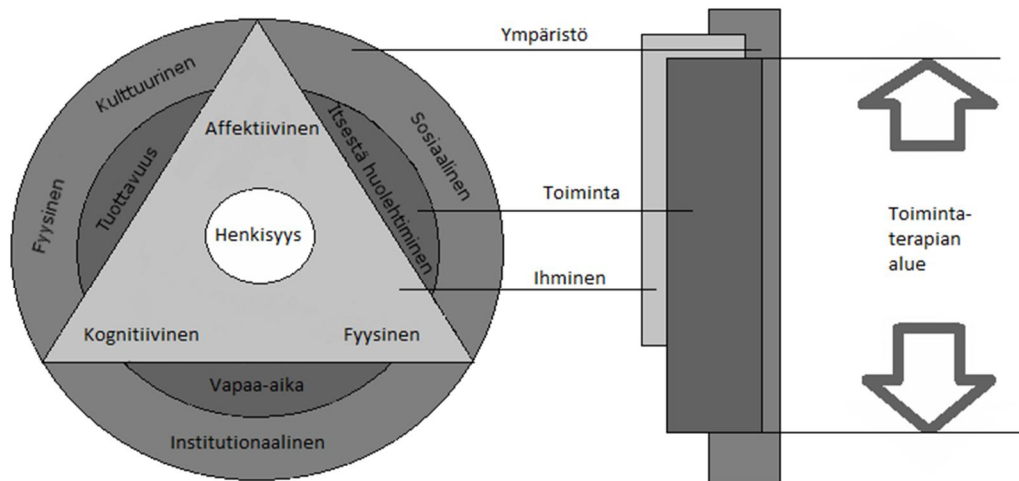 Ympäristö
Kulttuurinen
Sosiaalinen
Affektiivinen
Itsestä huolehtiminen
Tuottavuus
Fyysinen
Toiminta
Toiminta-
terapian
alue
Henkisyys
Ihminen
Kognitiivinen
Fyysinen
Vapaa-aika
Institutionaalinen